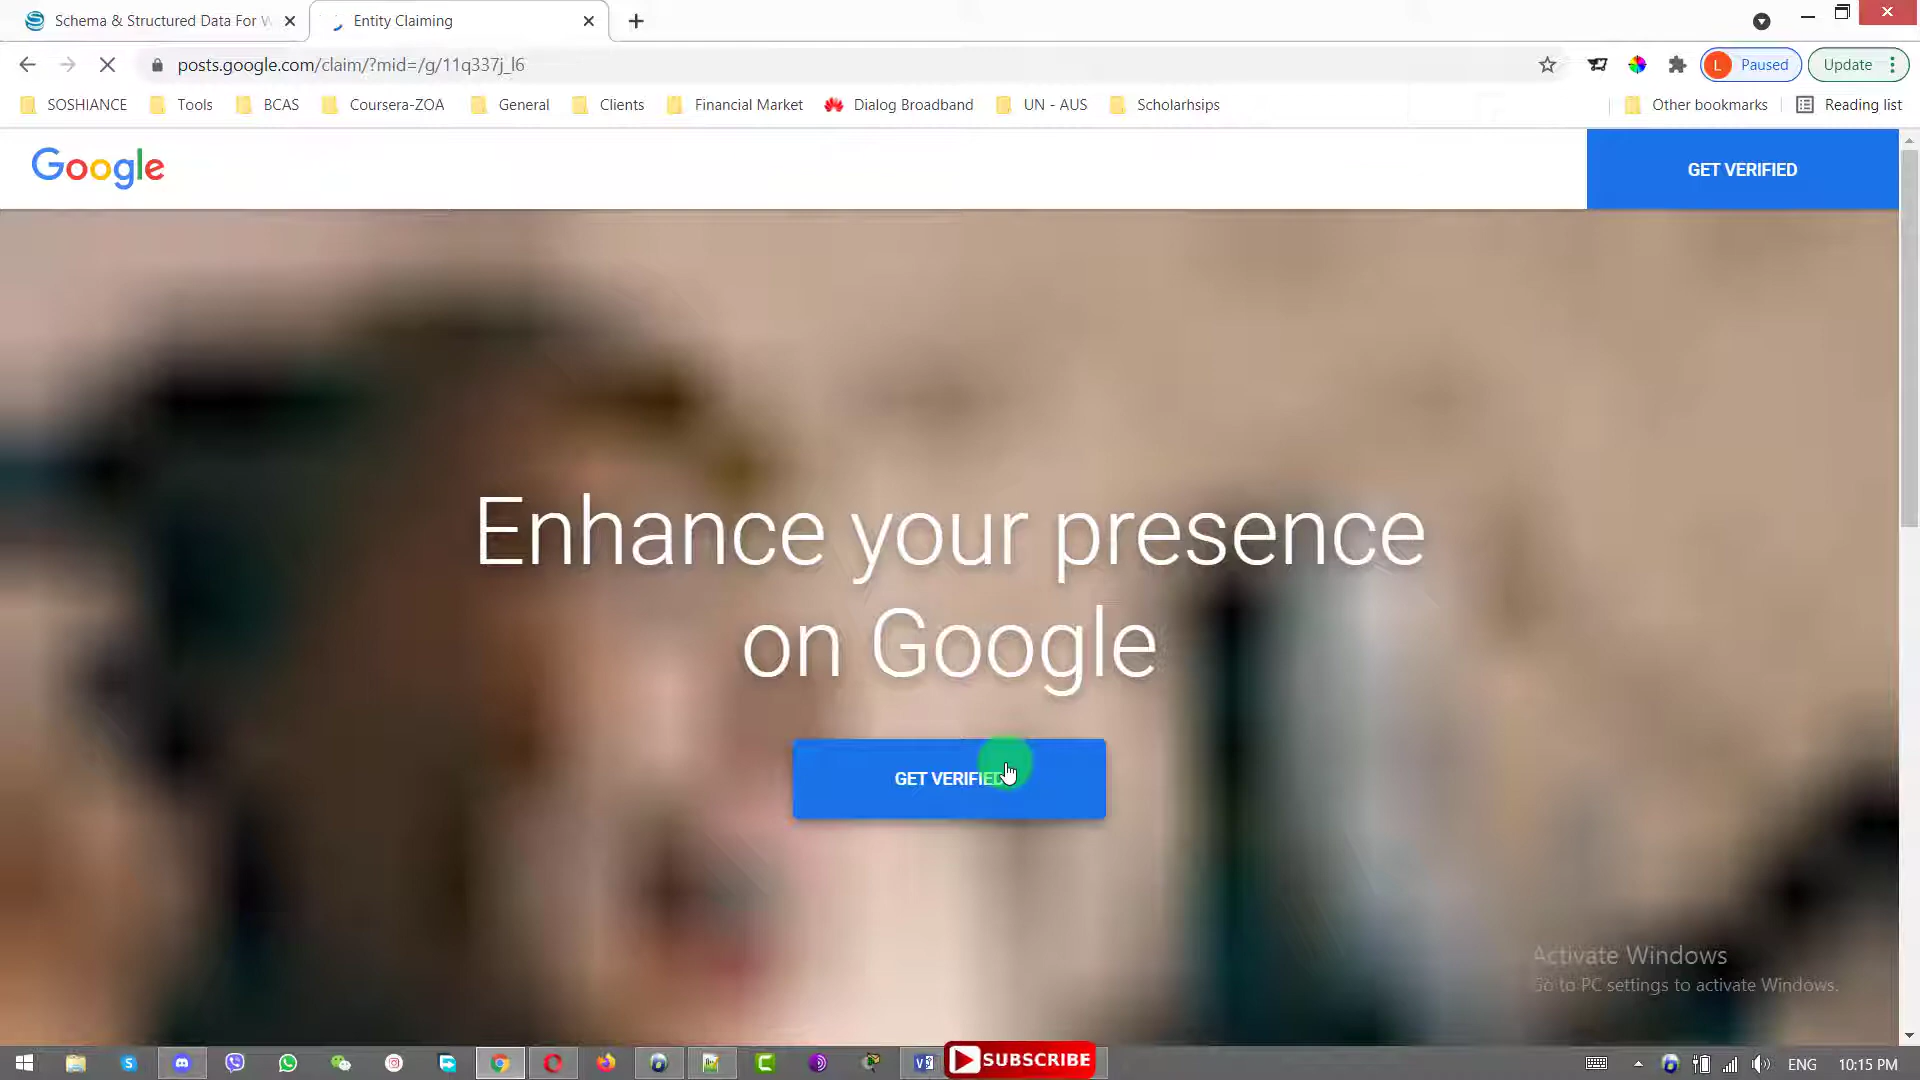 Schema & Structured Data For W
Entity Claiming
posts.google.com/claim/?mid=/g/11q337j_l6
L
Paused
Update
SOSHIANCE
Tools
BCAS
Coursera-ZOA
General
Clients
Financial Market
Dialog Broadband
UN - AUS
Scholarhsips
Other bookmarks
Reading list
Google
GET VERIFIED
Enhance your presence
on Google
GET VERIFIED
Activate Windows
Go to PC settings to activate Windows.
SUBSCRIBE
ENG
10:15 PM